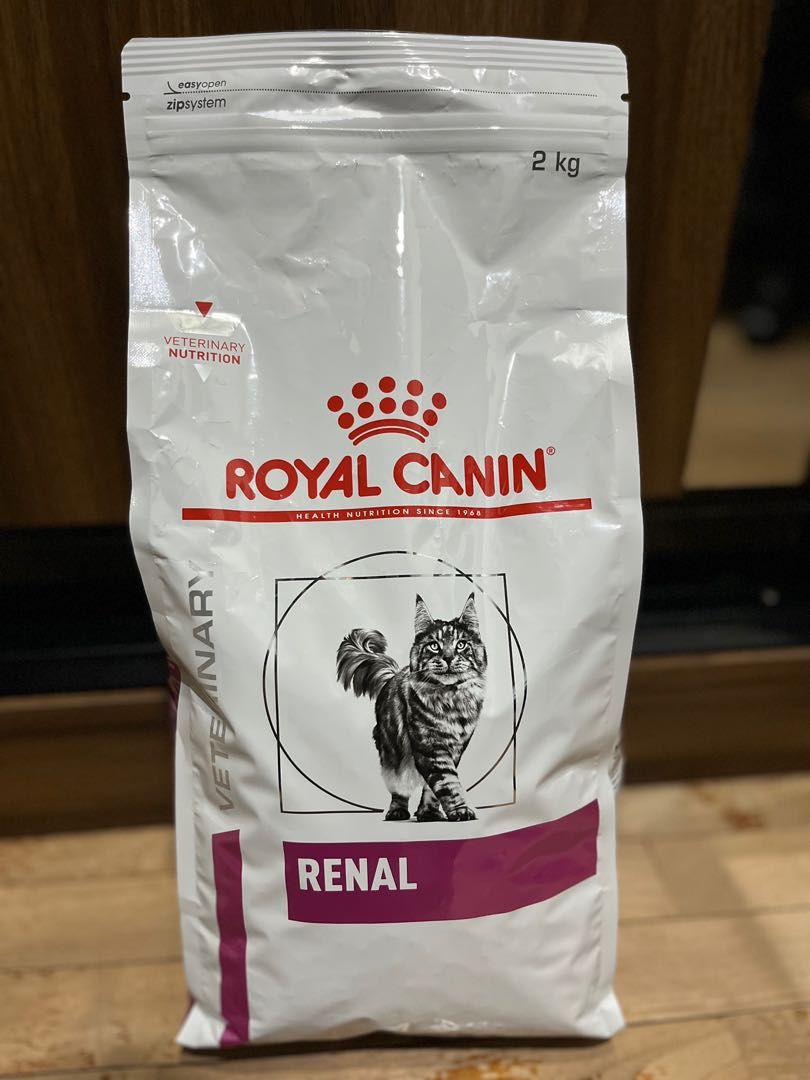 easyopen
zipsystem
2 kg
VETERINARY
NUTRITION
ROYAL CANIN®
HEALTH NUTRITION SINCE 1968
VETERINARY
RENAL